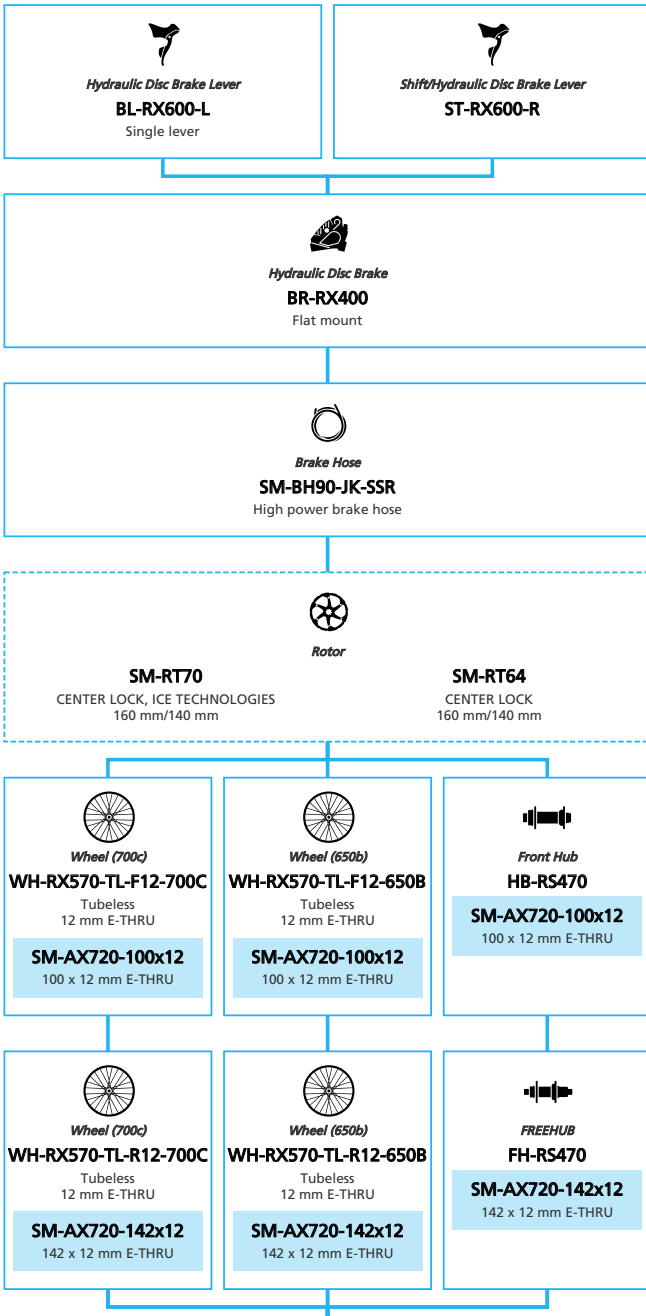 Hydraulic Disc Brake Lever
BL-RX600-L
Single lever
Shift/Hydraulic Disc Brake Lever
ST-RX600-R
Hydraulic Disc Brake
BR-RX400
Flat mount
Brake Hose
SM-BH90-JK-SSR
High power brake hose
Rotor
SM-RT70
CENTER LOCK, ICE TECHNOLOGIES
160 mm/140 mm
SM-RT64
CENTER LOCK
160 mm/140 mm
Wheel (700c)
WH-RX570-TL-F12-700C
Tubeless
12 mm E-THRU
SM-AX720-100x12
100 x 12 mm E-THRU
Wheel (650b)
WH-RX570-TL-F12-650B
Tubeless
12 mm E-THRU
SM-AX720-100x12
100 x 12 mm E-THRU
Front Hub
HB-RS470
SM-AX720-100x12
100 x 12 mm E-THRU
Wheel (700c)
WH-RX570-TL-R12-700C
Tubeless
12 mm E-THRU
SM-AX720-142x12
142 x 12 mm E-THRU
Wheel (650b)
WH-RX570-TL-R12-650B
Tubeless
12 mm E-THRU
SM-AX720-142x12
142 x 12 mm E-THRU
FREEHUB
FH-RS470
SM-AX720-142x12
142 x 12 mm E-THRU